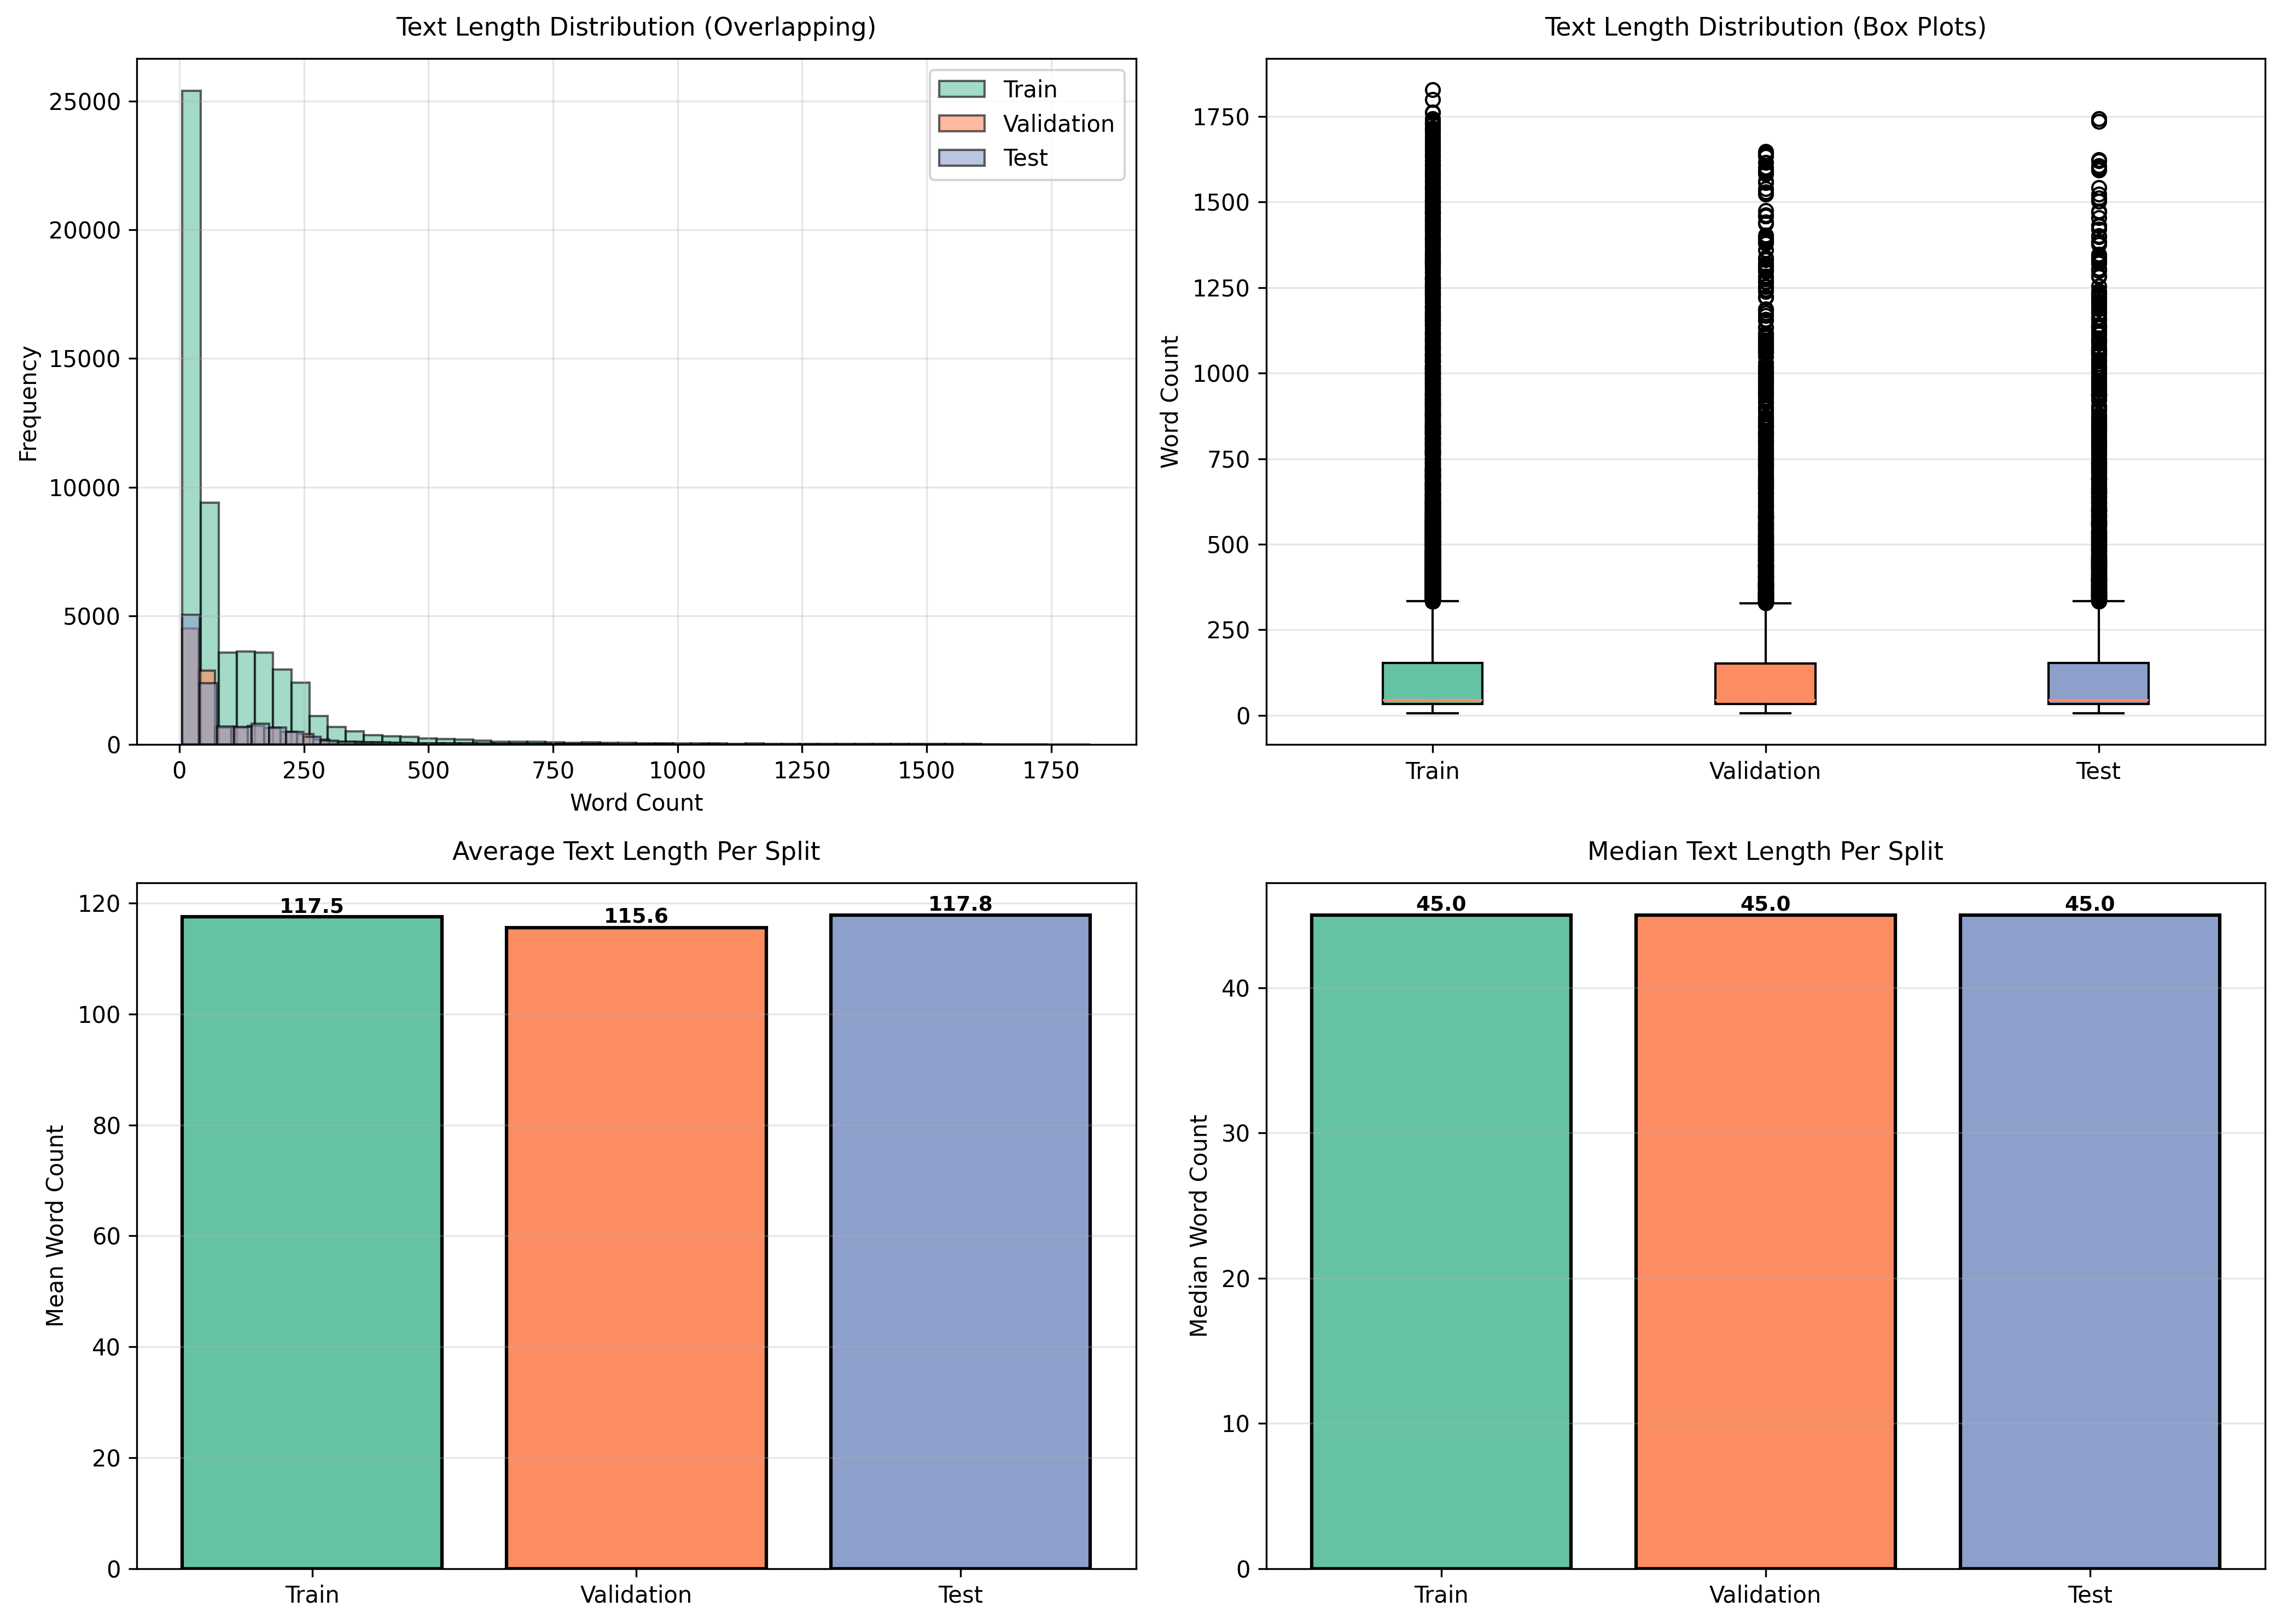 Text Length Distribution (Overlapping)
Frequency
25000
20000
15000
10000
5000
0
Train
Validation
Test
0 250 500 750 1000 1250 1500 1750
Word Count
Text Length Distribution (Box Plots)
Word Count
1750
1500
1250
1000
750
500
250
0
Train Validation Test
Average Text Length Per Split
Mean Word Count
120
100
80
60
40
20
0
117.5 115.6 117.8
Train Validation Test
Median Text Length Per Split
Median Word Count
40
30
20
10
0
45.0 45.0 45.0
Train Validation Test